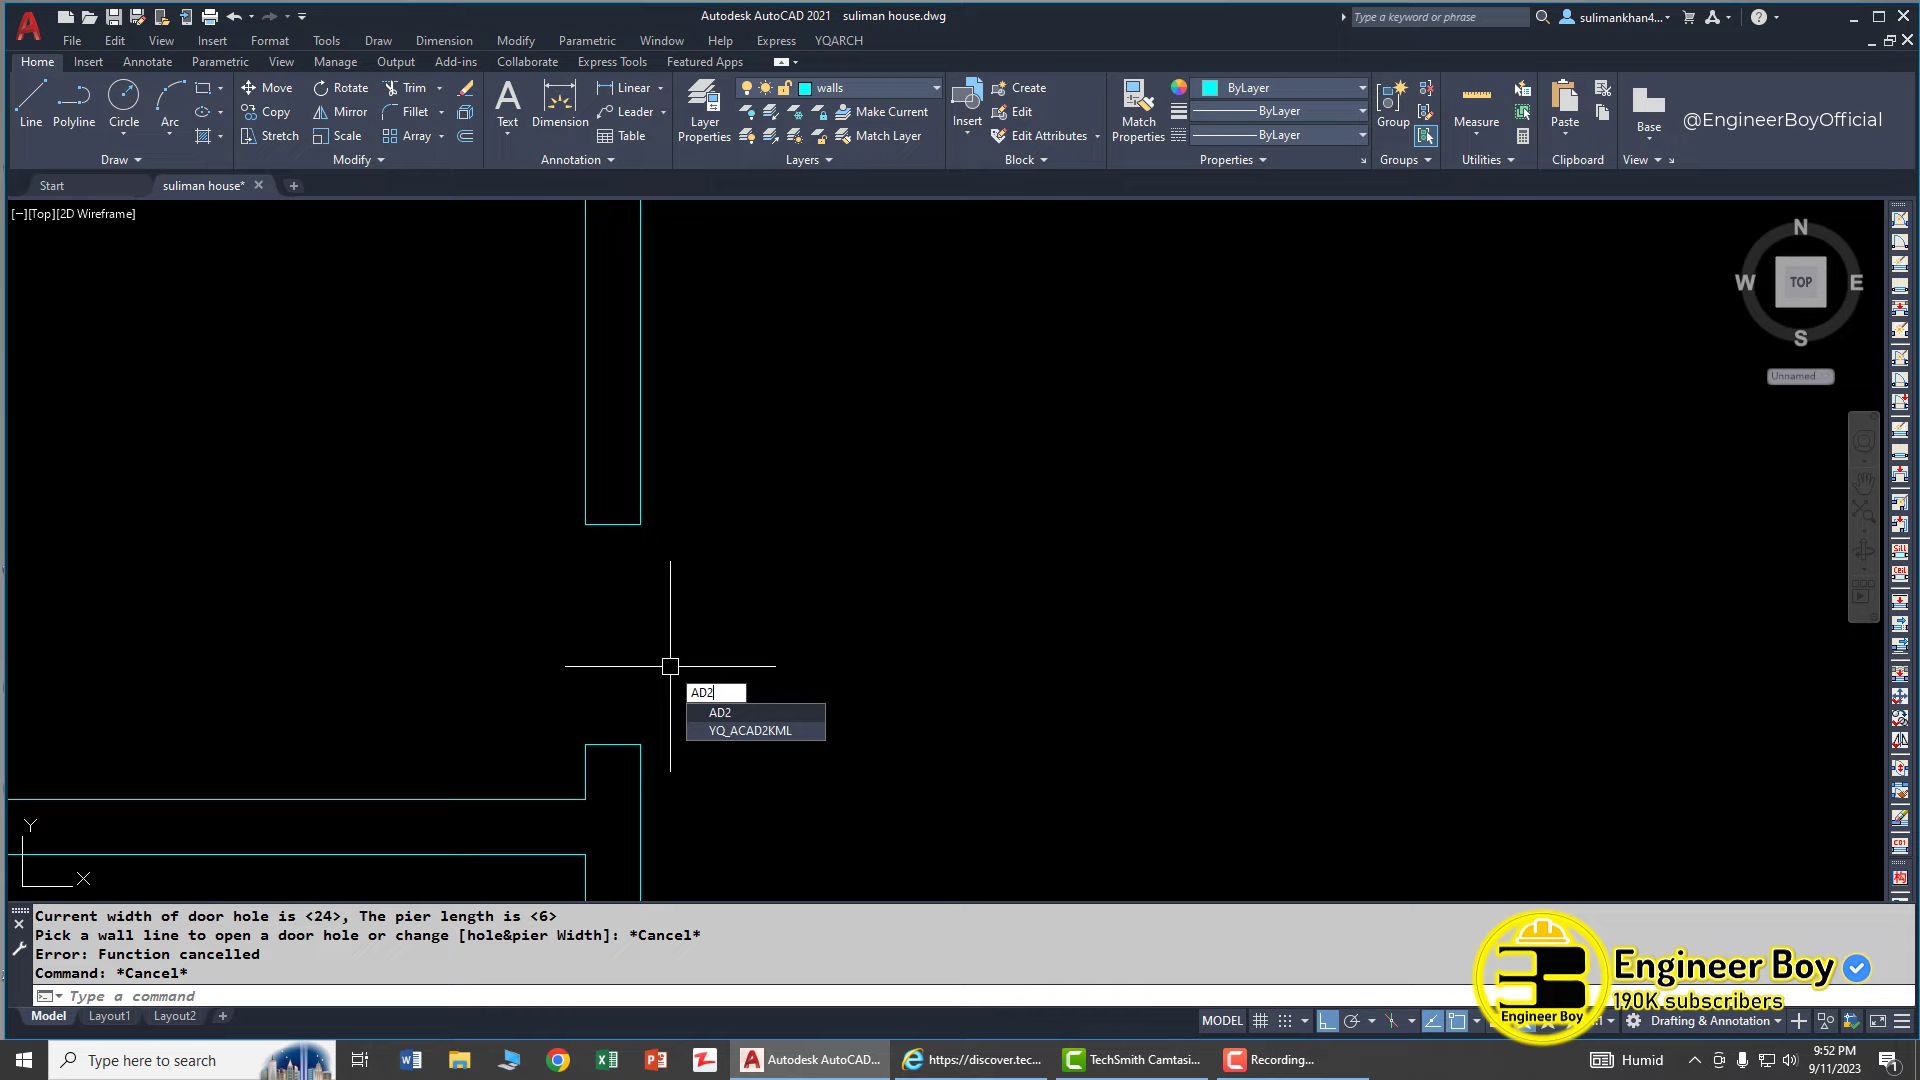 Autodesk AutoCAD 2021 suliman house.dwg
Type a keyword or phrase
sulimankhan4...
File Edit View Insert Format Tools Draw Dimension Modify Parametric Window Help Express YQARCH
Home Insert Annotate Parametric View Manage Output Add-ins Collaborate Express Tools Featured Apps
Line Polyline Circle Arc
Move Rotate Trim
Copy Mirror Fillet
Stretch Scale Array
Text Dimension
Linear
Leader
Table
Layer Properties
walls
Make Current
Match Layer
Insert
Create
Edit
Edit Attributes
Match Properties
ByLayer
ByLayer
ByLayer
Group
Measure
Paste
Base
@EngineerBoyOfficial
Draw Modify Annotation Layers Block Properties Groups Utilities Clipboard View
Start suliman house*
[−][Top][2D Wireframe]
N
W TOP E
S
Unnamed
Sill
Ceil
C01
构
AD2
AD2
YQ_ACAD2KML
Y
X
Current width of door hole is <24>, The pier length is <6>
Pick a wall line to open a door hole or change [hole&pier Width]: *Cancel*
Error: Function cancelled
Command: *Cancel*
Type a command
Engineer Boy
190K subscribers
Engineer Boy
Model Layout1 Layout2
MODEL
Drafting & Annotation
Type here to search
Autodesk AutoCAD...
https://discover.tec...
TechSmith Camtasi...
Recording...
Humid
9:52 PM
9/11/2023
1